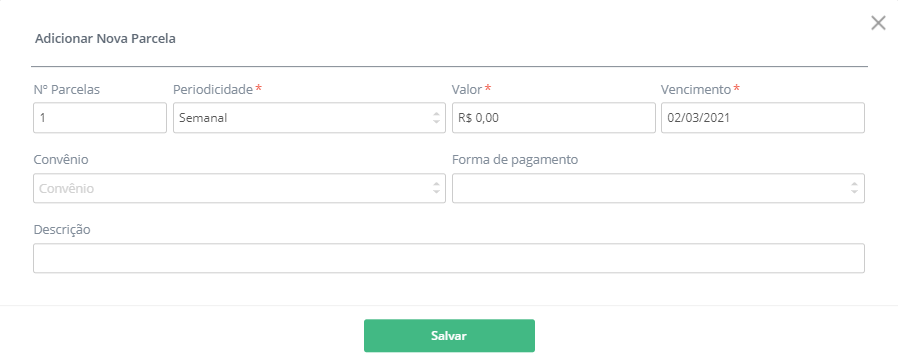 Adicionar Nova Parcela
Nº Parcelas Periodicidade * Valor * Vencimento *
1 Semanal R$ 0,00 02/03/2021
Convênio Forma de pagamento
Convênio
Descrição
Salvar